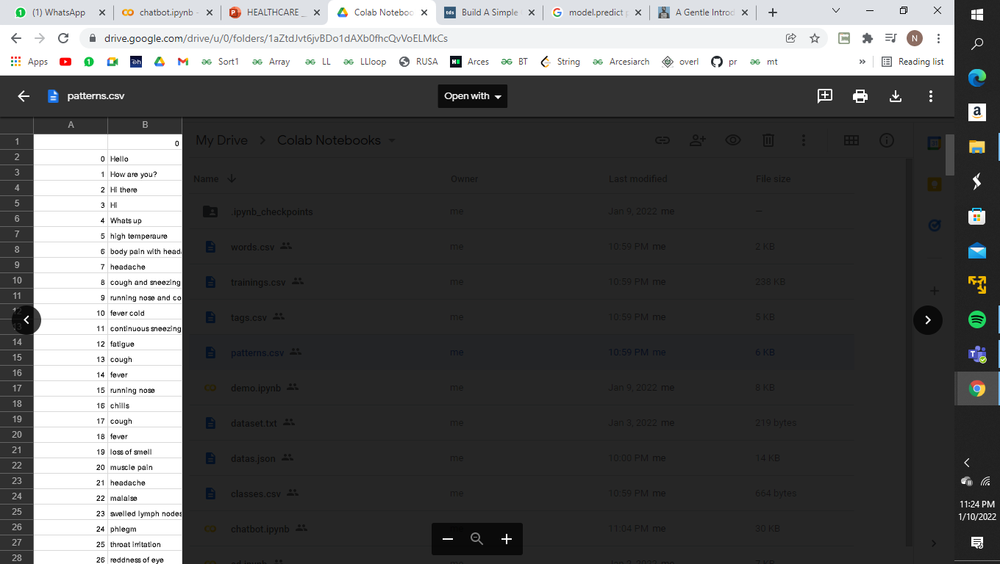 (1) WhatsApp
chatbot.ipynb -
HEALTHCARE _
Colab Noteboo
tds Build A Simple
model.predict p
A Gentle Introd
drive.google.com/drive/u/0/folders/1aZtdJvt6jvBDo1dAXb0fhcQvVoELMkCs
N
Apps
Sort1
Array
LL
LLloop
RUSA
Arces
BT
String
Arcesiarch
overl
pr
mt
»
Reading list
patterns.csv
Open with
A B
My Drive > Colab Notebooks
1 0
2 0 Hello
3 1 How are you?
4 2 Hi there
5 3 Hi
6 4 Whats up
7 5 high temperaure
8 6 body pain with head
9 7 headache
10 8 cough and sneezing
11 9 running nose and co
12 10 fever cold
13 11 continuous sneezing
14 12 fatigue
15 13 cough
16 14 fever
17 15 running nose
18 16 chills
19 17 cough
20 18 fever
21 19 loss of smell
22 20 muscle pain
23 21 headache
24 22 malaise
25 23 swelled lymph nodes
26 24 phlegm
27 25 throat irritation
28 26 reddness of eye
Name Owner Last modified File size
.ipynb_checkpoints me Jan 9, 2022 me —
words.csv me 10:59 PM me 2 KB
trainings.csv me 10:59 PM me 238 KB
tags.csv me 10:59 PM me 5 KB
patterns.csv me 10:59 PM me 6 KB
demo.ipynb me Jan 9, 2022 me 8 KB
dataset.txt me Jan 3, 2022 me 219 bytes
datas.json me 10:00 PM me 14 KB
classes.csv me 10:59 PM me 664 bytes
chatbot.ipynb me 11:04 PM me 30 KB
me Jan 2, 2022 me 7 KB
11:24 PM
1/10/2022